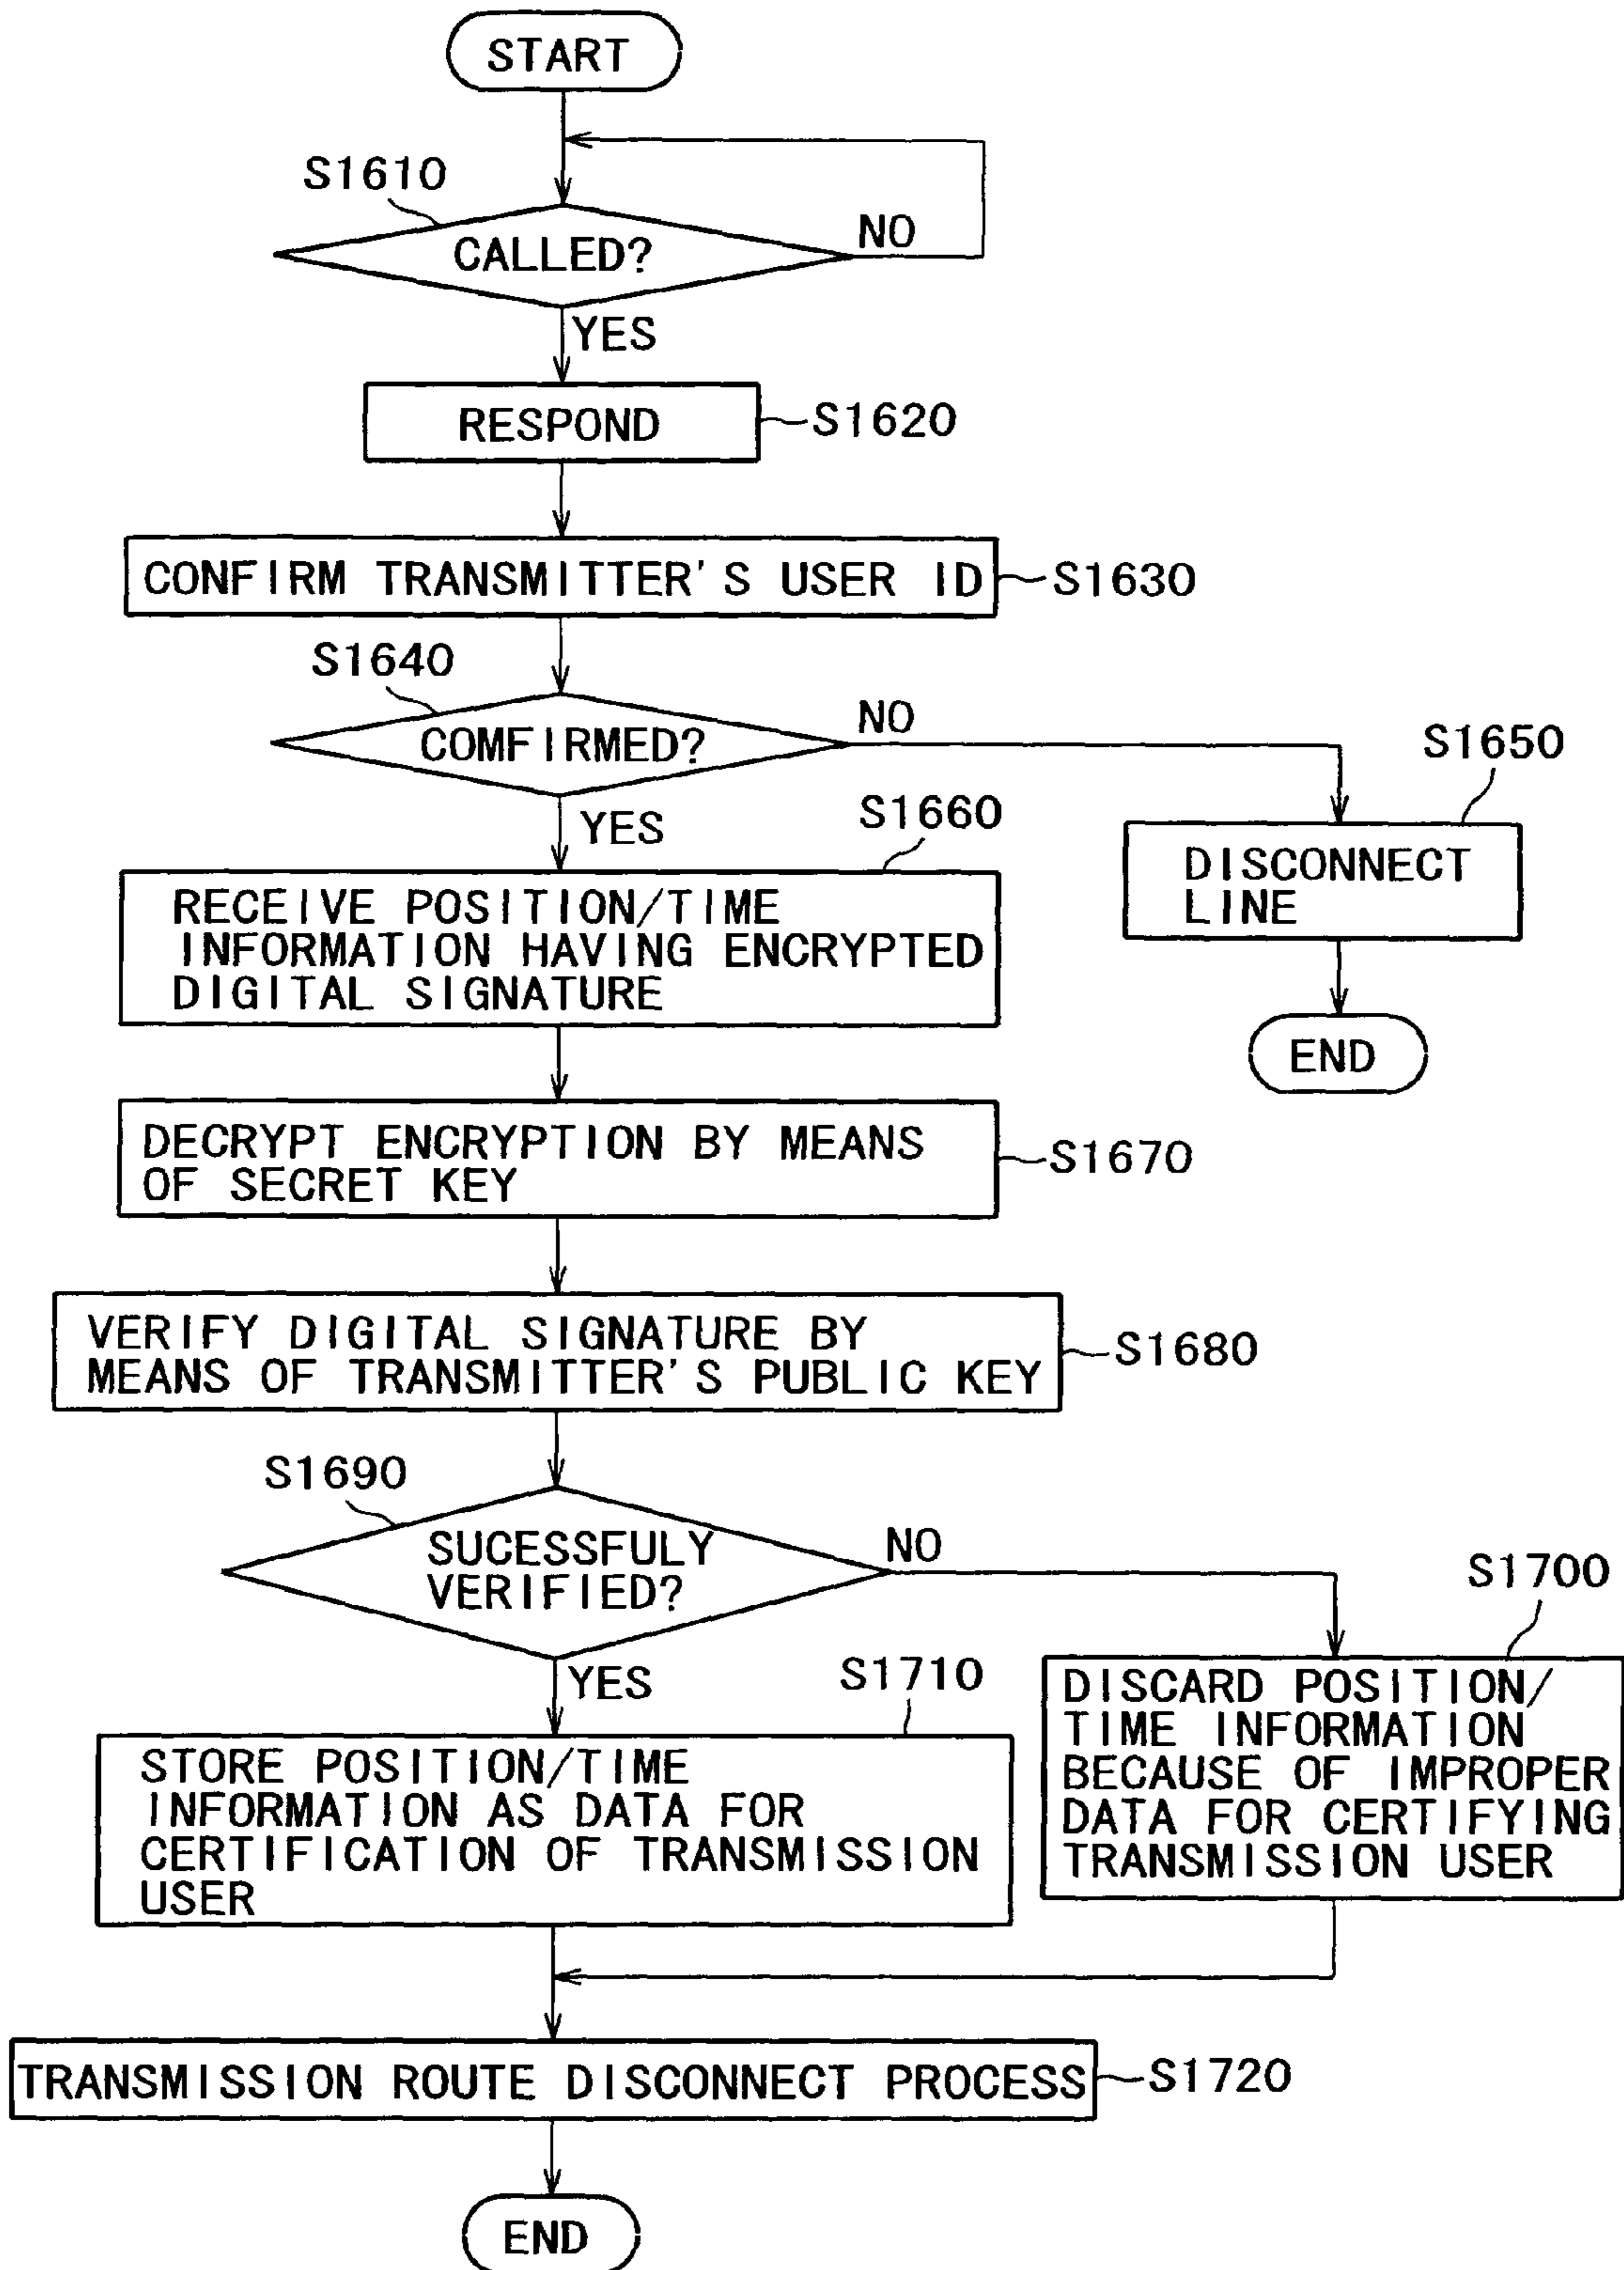 START
S1610
CALLED?
NO
YES
RESPOND
S1620
CONFIRM TRANSMITTER'S USER ID
S1630
S1640
COMFIRMED?
NO
YES
S1650
DISCONNECT
LINE
END
S1660
RECEIVE POSITION/TIME
INFORMATION HAVING ENCRYPTED
DIGITAL SIGNATURE
DECRYPT ENCRYPTION BY MEANS
OF SECRET KEY
S1670
VERIFY DIGITAL SIGNATURE BY
MEANS OF TRANSMITTER'S PUBLIC KEY
S1680
S1690
SUCESSFULY
VERIFIED?
NO
YES
S1700
DISCARD POSITION/
TIME INFORMATION
BECAUSE OF IMPROPER
DATA FOR CERTIFYING
TRANSMISSION USER
S1710
STORE POSITION/TIME
INFORMATION AS DATA FOR
CERTIFICATION OF TRANSMISSION
USER
TRANSMISSION ROUTE DISCONNECT PROCESS
S1720
END